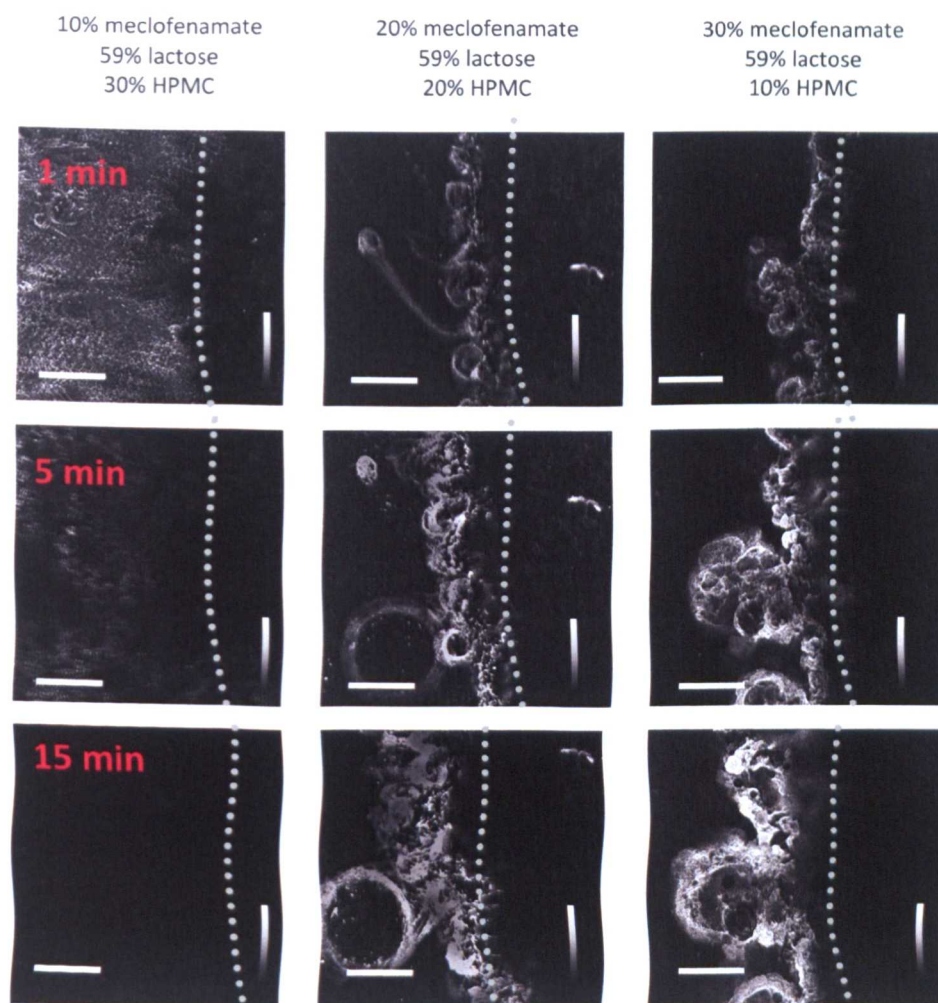 10% meclofenamate
59% lactose
30% HPMC
20% meclofenamate
59% lactose
20% HPMC
30% meclofenamate
59% lactose
10% HPMC
1 min
5 min
15 min